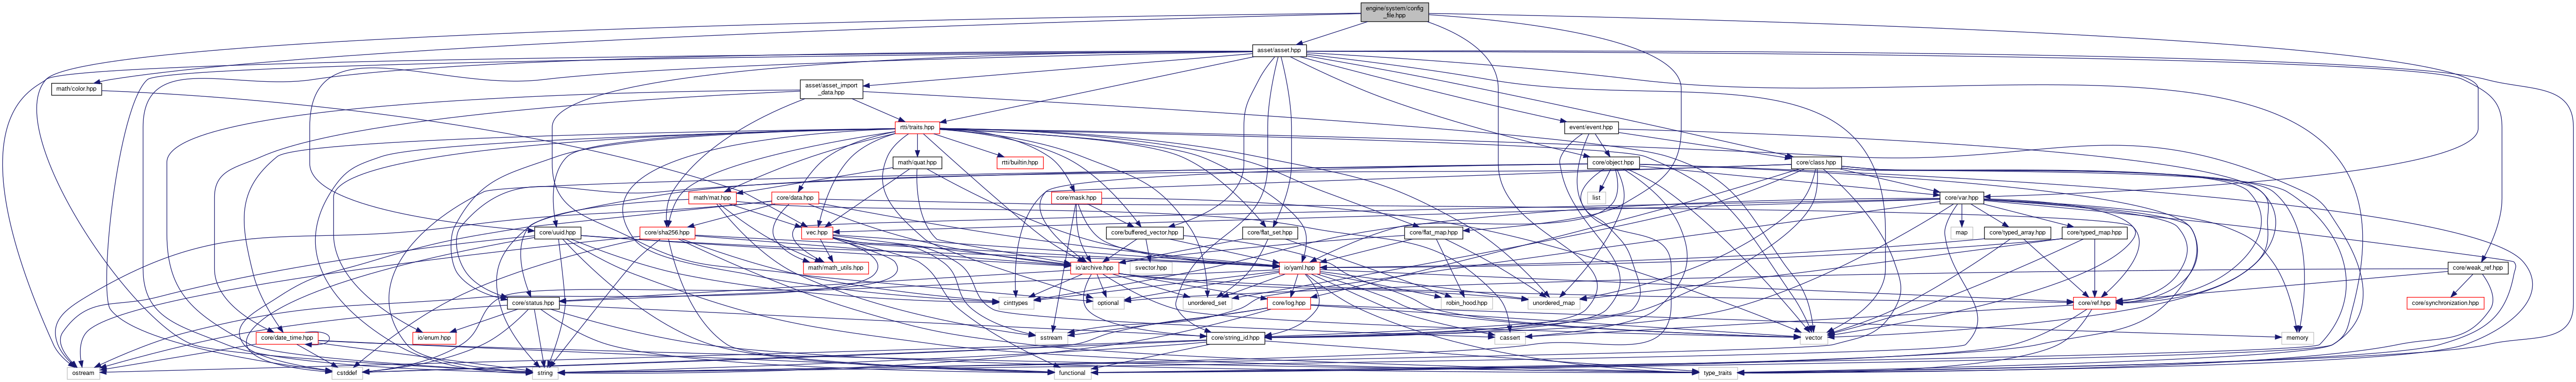 engine/system/config
_file.hpp
asset/asset.hpp
math/color.hpp
asset/asset_import
_data.hpp
rtti/traits.hpp
event/event.hpp
math/quat.hpp
rtti/builtin.hpp
core/object.hpp
core/class.hpp
math/mat.hpp
core/data.hpp
core/mask.hpp
list
core/var.hpp
core/uuid.hpp
core/sha256.hpp
vec.hpp
core/buffered_vector.hpp
core/flat_set.hpp
core/flat_map.hpp
map
core/typed_array.hpp
core/typed_map.hpp
math/math_utils.hpp
io/archive.hpp
svector.hpp
io/yaml.hpp
core/weak_ref.hpp
core/status.hpp
cinttypes
optional
unordered_set
core/log.hpp
robin_hood.hpp
unordered_map
core/ref.hpp
core/synchronization.hpp
core/date_time.hpp
io/enum.hpp
sstream
core/string_id.hpp
cassert
vector
memory
ostream
cstddef
string
functional
type_traits